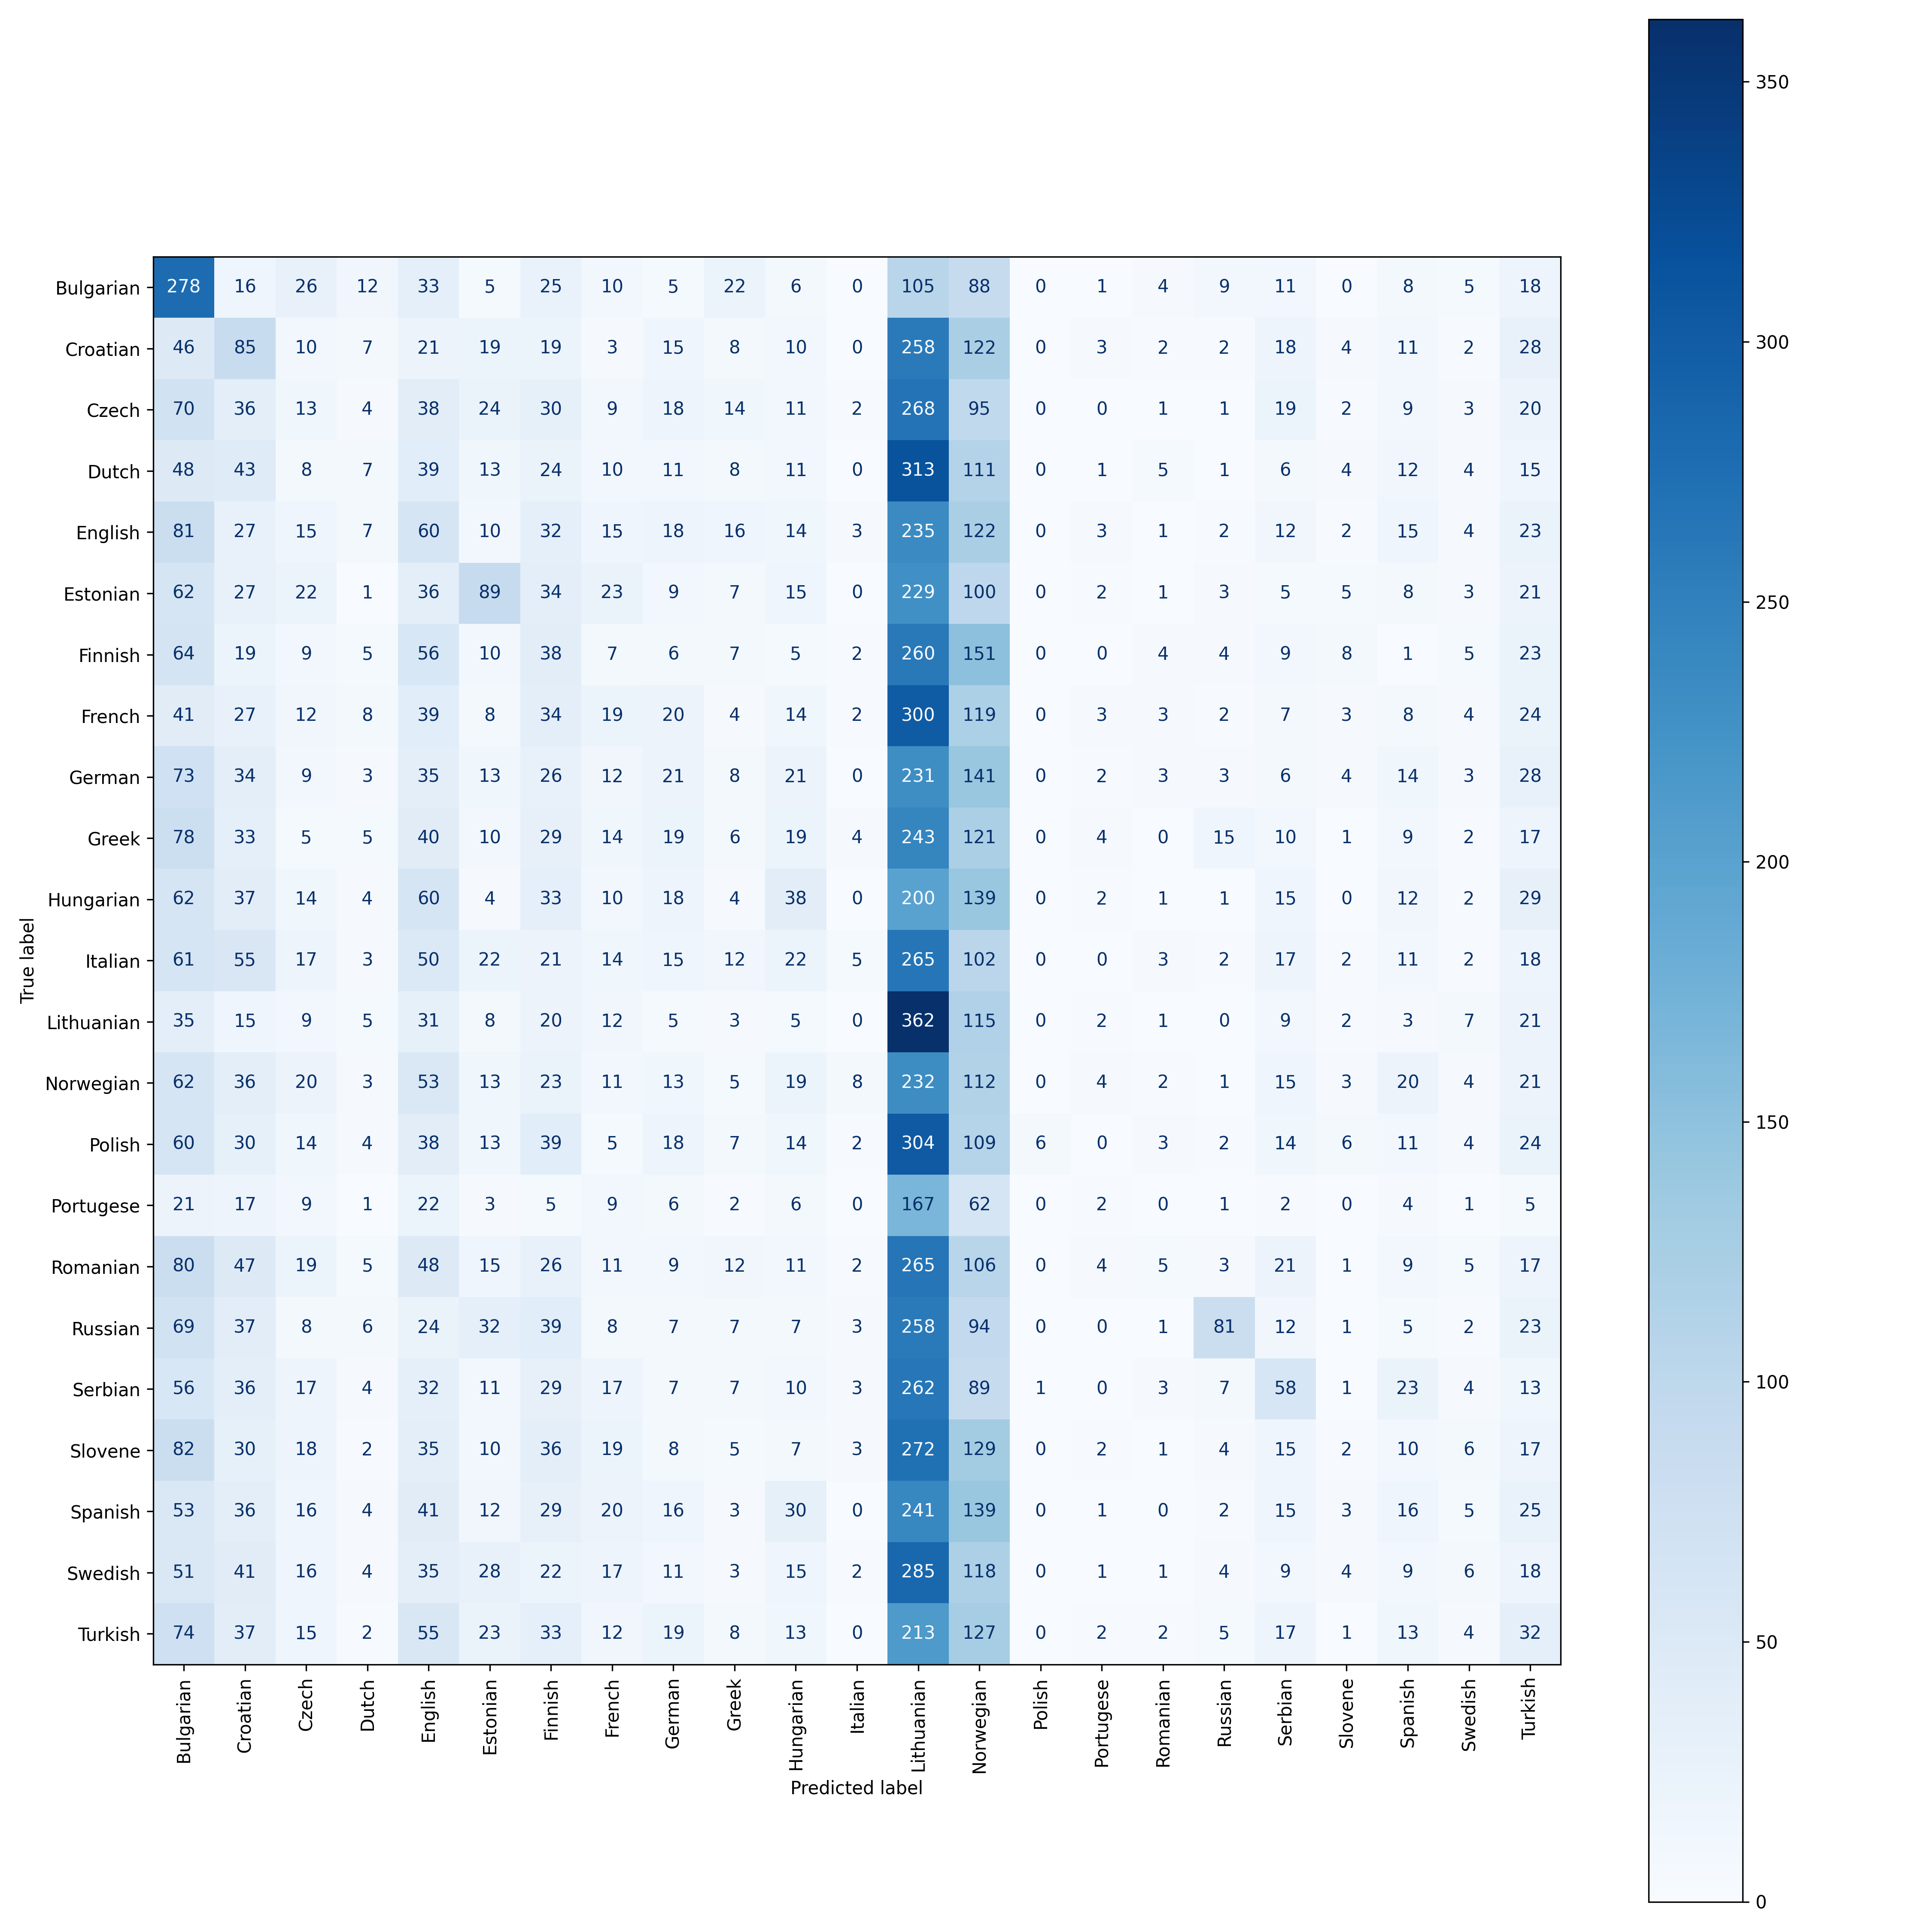 Bulgarian 278 16 26 12 33 5 25 10 5 22 6 0 105 88 0 1 4 9 11 0 8 5 18
Croatian 46 85 10 7 21 19 19 3 15 8 10 0 258 122 0 3 2 2 18 4 11 2 28
Czech 70 36 13 4 38 24 30 9 18 14 11 2 268 95 0 0 1 1 19 2 9 3 20
Dutch 48 43 8 7 39 13 24 10 11 8 11 0 313 111 0 1 5 1 6 4 12 4 15
English 81 27 15 7 60 10 32 15 18 16 14 3 235 122 0 3 1 2 12 2 15 4 23
Estonian 62 27 22 1 36 89 34 23 9 7 15 0 229 100 0 2 1 3 5 5 8 3 21
Finnish 64 19 9 5 56 10 38 7 6 7 5 2 260 151 0 0 4 4 9 8 1 5 23
French 41 27 12 8 39 8 34 19 20 4 14 2 300 119 0 3 3 2 7 3 8 4 24
German 73 34 9 3 35 13 26 12 21 8 21 0 231 141 0 2 3 3 6 4 14 3 28
Greek 78 33 5 5 40 10 29 14 19 6 19 4 243 121 0 4 0 15 10 1 9 2 17
Hungarian 62 37 14 4 60 4 33 10 18 4 38 0 200 139 0 2 1 1 15 0 12 2 29
Italian 61 55 17 3 50 22 21 14 15 12 22 5 265 102 0 0 3 2 17 2 11 2 18
Lithuanian 35 15 9 5 31 8 20 12 5 3 5 0 362 115 0 2 1 0 9 2 3 7 21
Norwegian 62 36 20 3 53 13 23 11 13 5 19 8 232 112 0 4 2 1 15 3 20 4 21
Polish 60 30 14 4 38 13 39 5 18 7 14 2 304 109 6 0 3 2 14 6 11 4 24
Portugese 21 17 9 1 22 3 5 9 6 2 6 0 167 62 0 2 0 1 2 0 4 1 5
Romanian 80 47 19 5 48 15 26 11 9 12 11 2 265 106 0 4 5 3 21 1 9 5 17
Russian 69 37 8 6 24 32 39 8 7 7 7 3 258 94 0 0 1 81 12 1 5 2 23
Serbian 56 36 17 4 32 11 29 17 7 7 10 3 262 89 1 0 3 7 58 1 23 4 13
Slovene 82 30 18 2 35 10 36 19 8 5 7 3 272 129 0 2 1 4 15 2 10 6 17
Spanish 53 36 16 4 41 12 29 20 16 3 30 0 241 139 0 1 0 2 15 3 16 5 25
Swedish 51 41 16 4 35 28 22 17 11 3 15 2 285 118 0 1 1 4 9 4 9 6 18
Turkish 74 37 15 2 55 23 33 12 19 8 13 0 213 127 0 2 2 5 17 1 13 4 32
True label
Bulgarian Croatian Czech Dutch English Estonian Finnish French German Greek Hungarian Italian Lithuanian Norwegian Polish Portugese Romanian Russian Serbian Slovene Spanish Swedish Turkish
Predicted label
350
300
250
200
150
100
50
0